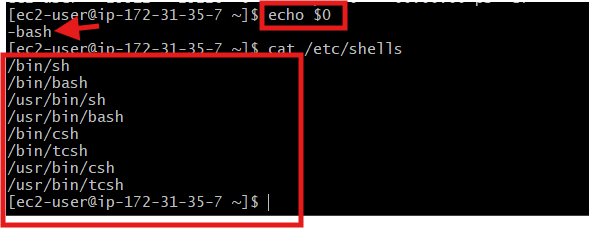 [ec2-user@ip-172-31-35-7 ~]$ echo $0
-bash
[ec2-user@ip-172-31-35-7 ~]$ cat /etc/shells
/bin/sh
/bin/bash
/usr/bin/sh
/usr/bin/bash
/bin/csh
/bin/tcsh
/usr/bin/csh
/usr/bin/tcsh
[ec2-user@ip-172-31-35-7 ~]$